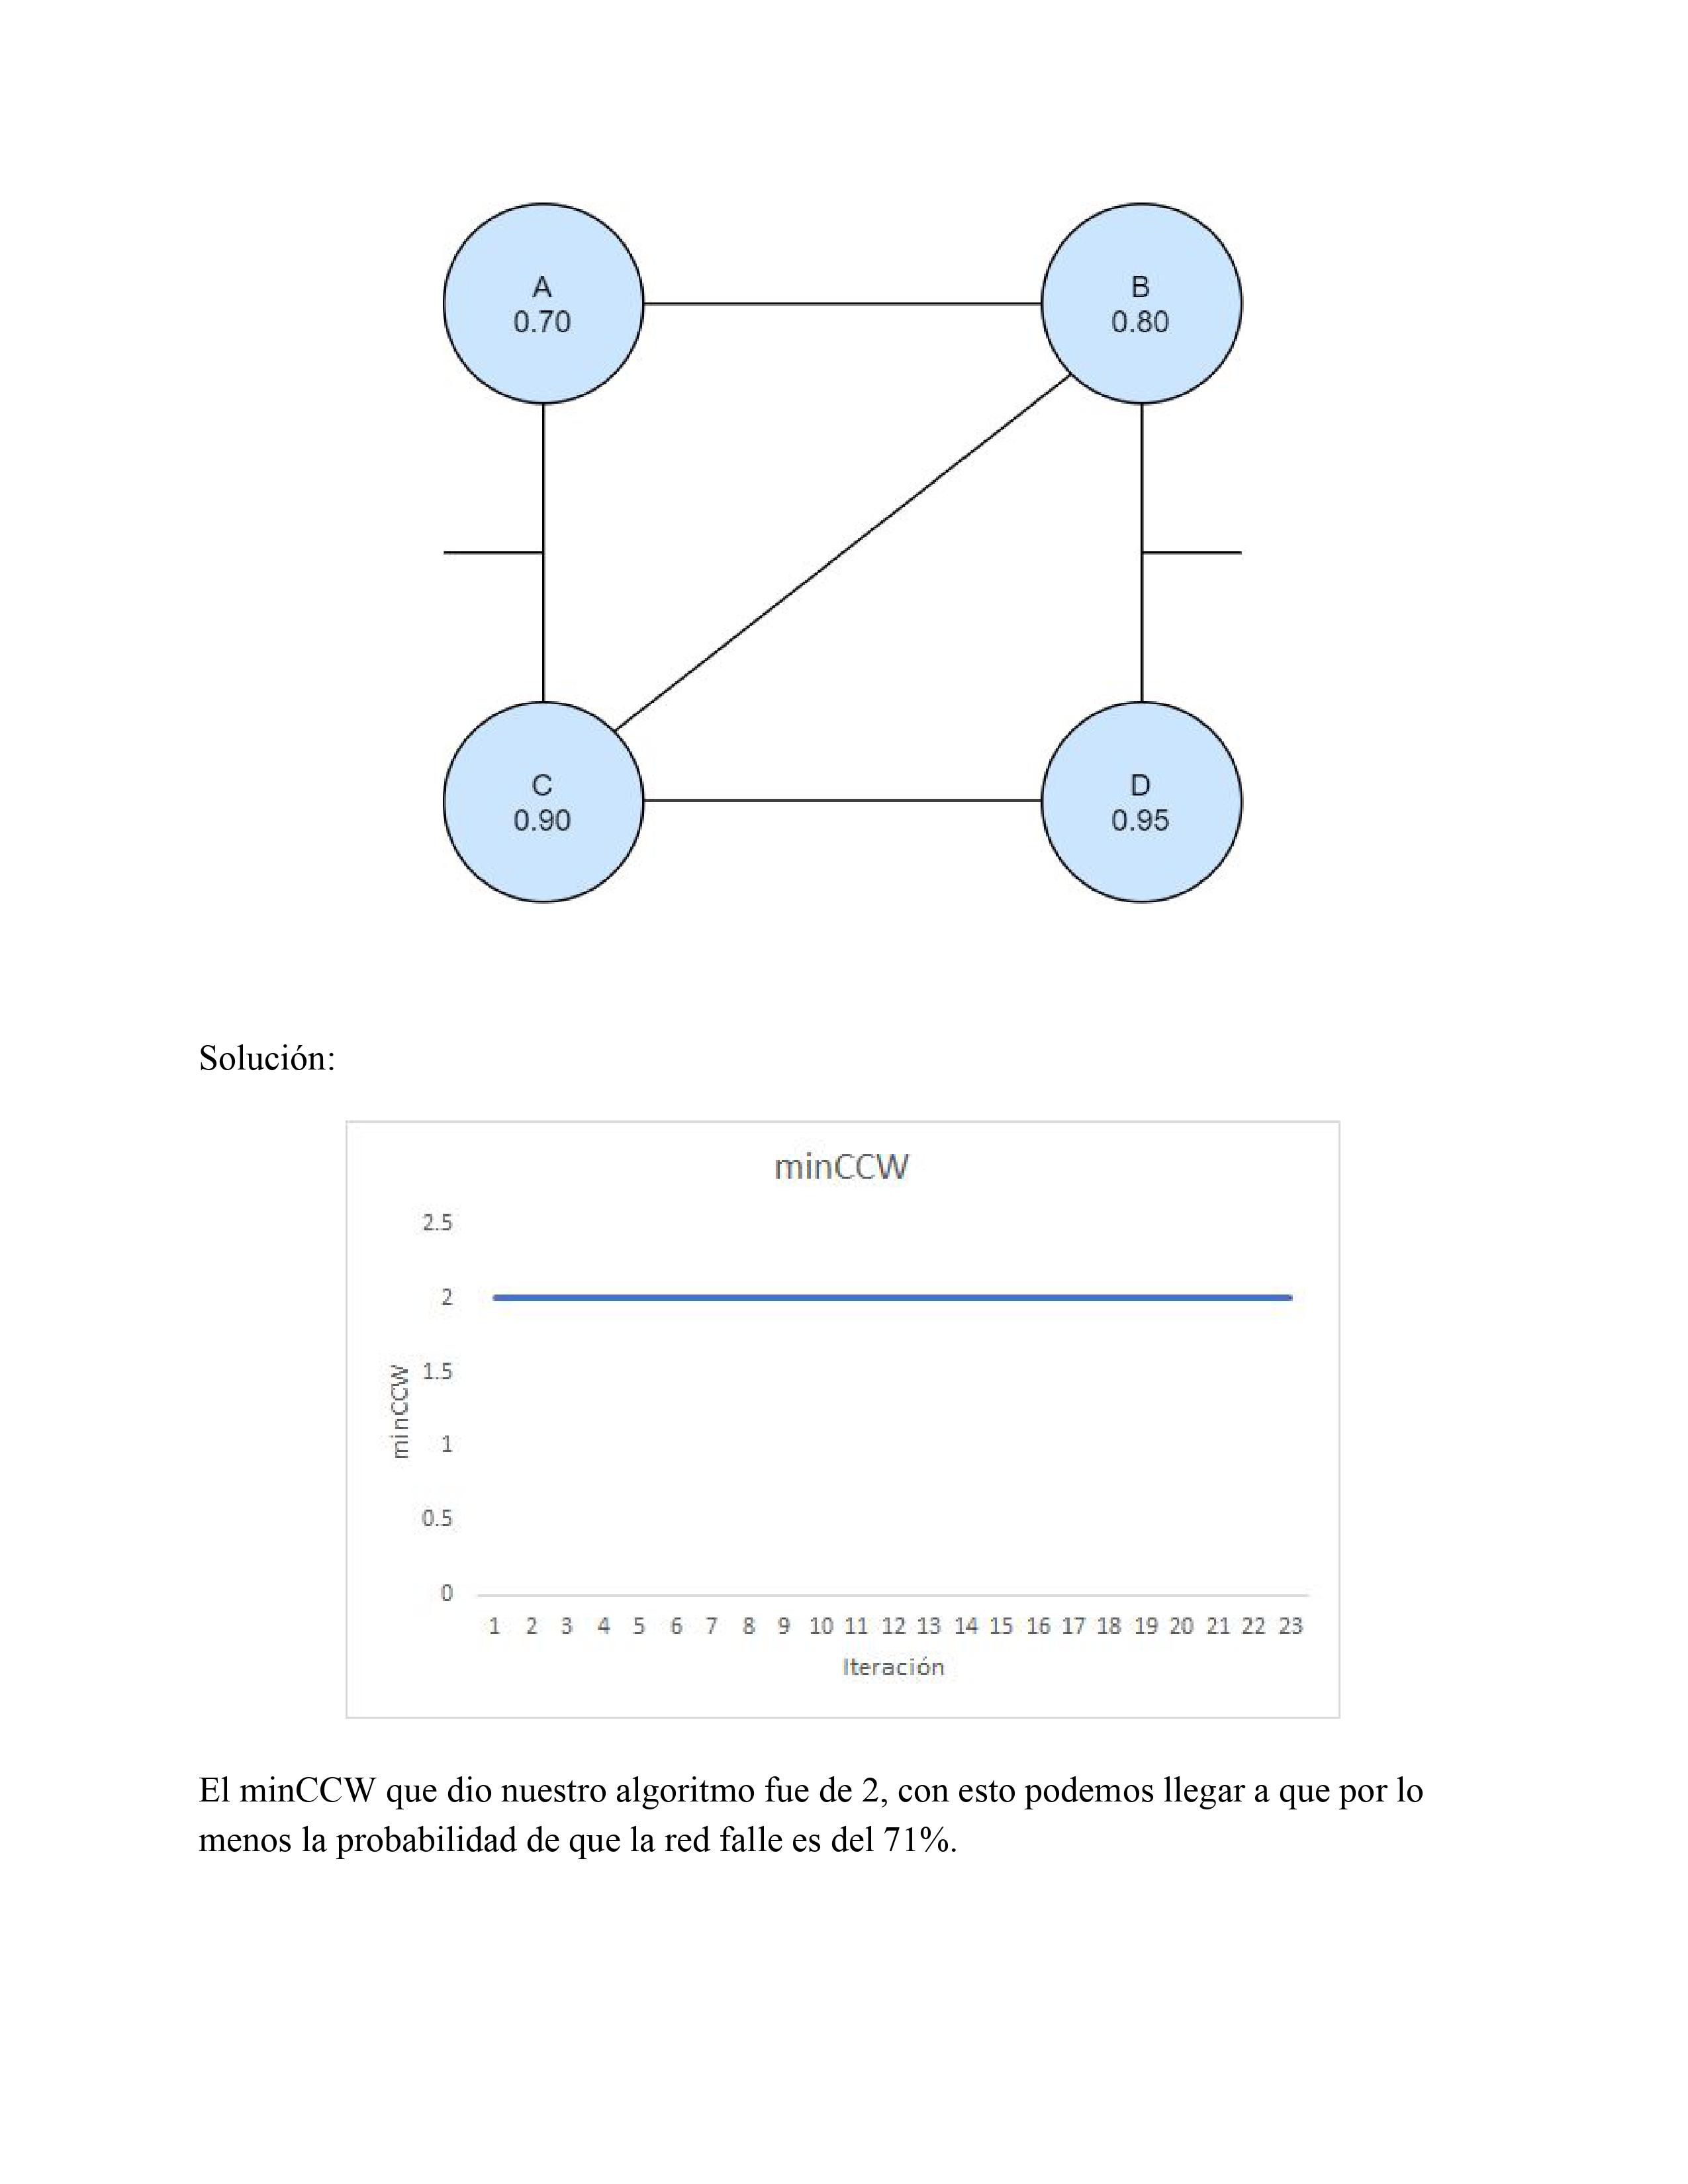 A
0.70
B
0.80
C
0.90
D
0.95
Solución:
minCCW
2.5
2
1.5
1
0.5
0
minCCW
1 2 3 4 5 6 7 8 9 10 11 12 13 14 15 16 17 18 19 20 21 22 23
Iteración
El minCCW que dio nuestro algoritmo fue de 2, con esto podemos llegar a que por lo
menos la probabilidad de que la red falle es del 71%.